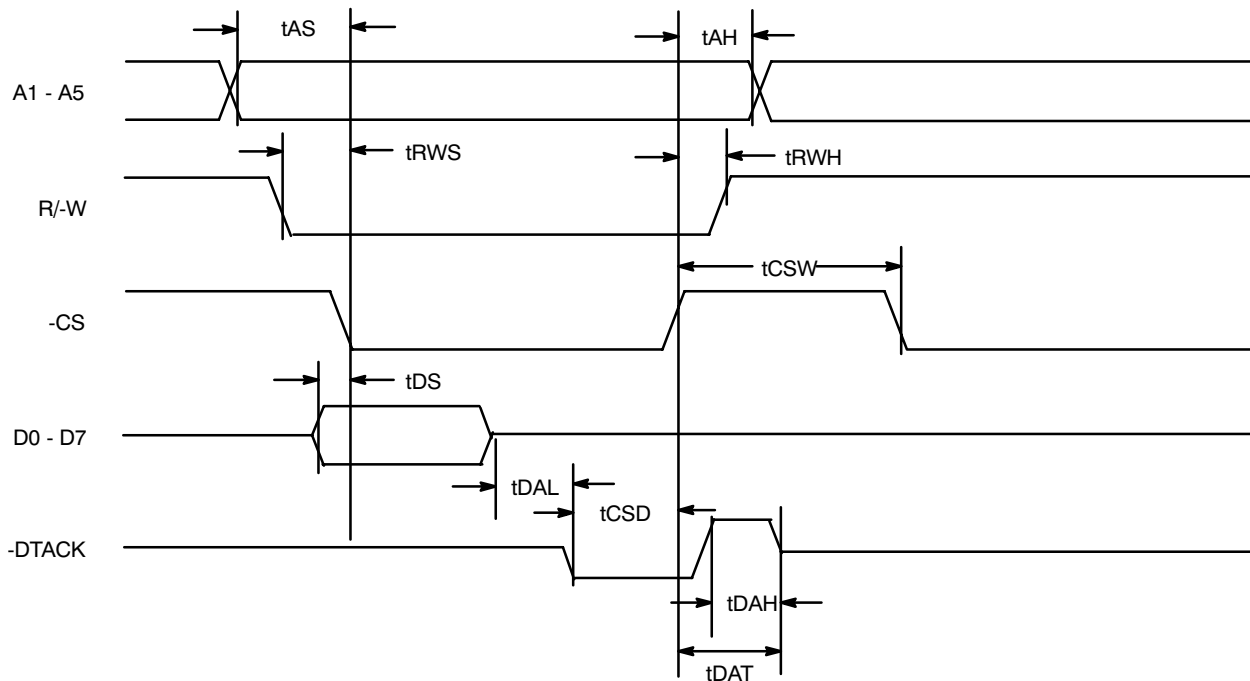 tAS
tAH
A1 - A5
tRWS
tRWH
R/-W
tCSW
-CS
tDS
D0 - D7
tDAL
tCSD
-DTACK
tDAH
tDAT